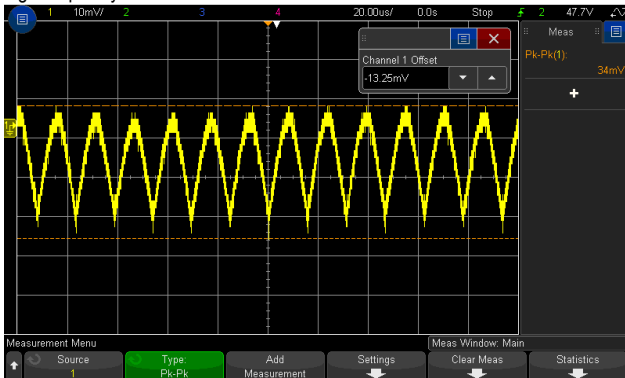 1 10mV/ 2 3 4 20.00us/ 0.0s Stop 2 47.7V
Meas
Channel 1 Offset
-13.25mV
Pk-Pk(1):
34mV
1
Measurement Menu
Meas Window: Main
Source
1
Type:
Pk-Pk
Add
Measurement
Settings
Clear Meas
Statistics